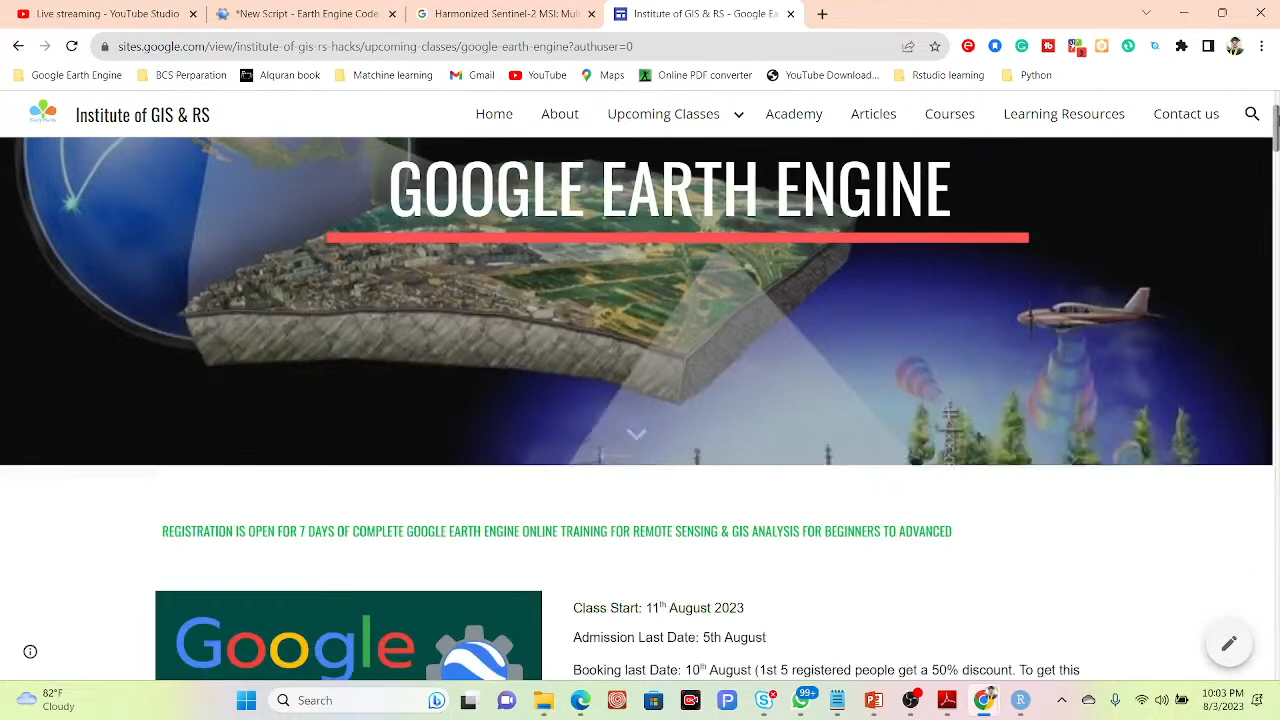 Live streaming - YouTube Studio
*New Script - Earth Engine Code
Harmonized Sentinel-2 MSI: Mult
Institute of GIS & RS - Google Ea
sites.google.com/view/institute-of-gis-rs/training-classes/google-earth-engine?authuser=0
Google Earth Engine
BCS Perparation
Alquran book
Matchine learning
Gmail
YouTube
Maps
Online PDF converter
YouTube Download...
Rstudio learning
Python
Institute of GIS & RS
Home
About
Upcoming Classes
Academy
Articles
Courses
Learning Resources
Contact us
GOOGLE EARTH ENGINE
REGISTRATION IS OPEN FOR 7 DAYS OF COMPLETE GOOGLE EARTH ENGINE ONLINE TRAINING FOR REMOTE SENSING & GIS ANALYSIS FOR BEGINNERS TO ADVANCED
Google
Class Start: 11th August 2023
Admission Last Date: 5th August
Booking last Date: 10th August (1st 5 registered people get a 50% discount. To get this
82°F
Cloudy
Search
99+
10:03 PM
8/3/2023